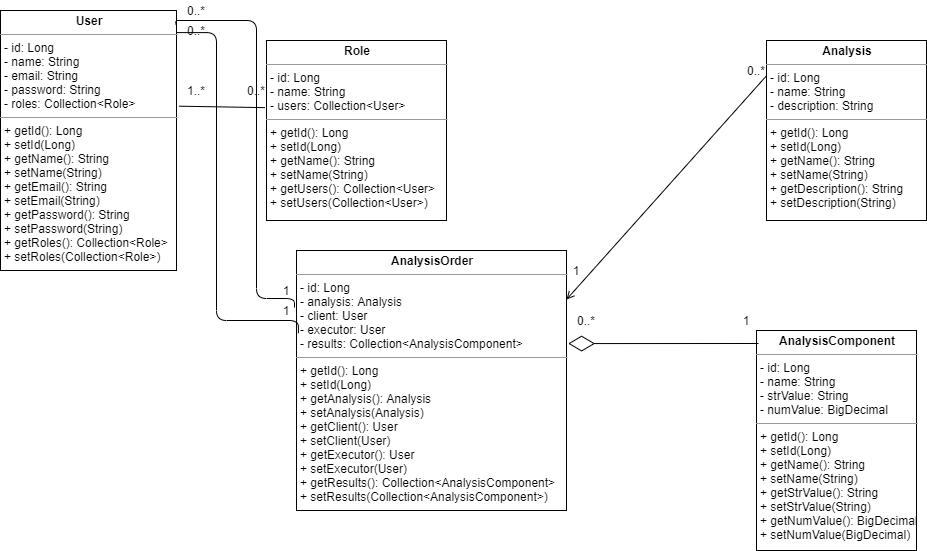 User
- id: Long
- name: String
- email: String
- password: String
- roles: Collection<Role>
+ getId(): Long
+ setId(Long)
+ getName(): String
+ setName(String)
+ getEmail(): String
+ setEmail(String)
+ getPassword(): String
+ setPassword(String)
+ getRoles(): Collection<Role>
+ setRoles(Collection<Role>)
0..*
0..*
1..*
0..*
Role
- id: Long
- name: String
- users: Collection<User>
+ getId(): Long
+ setId(Long)
+ getName(): String
+ setName(String)
+ getUsers(): Collection<User>
+ setUsers(Collection<User>)
0..*
Analysis
- id: Long
- name: String
- description: String
+ getId(): Long
+ setId(Long)
+ getName(): String
+ setName(String)
+ getDescription(): String
+ setDescription(String)
1
1
1
AnalysisOrder
- id: Long
- analysis: Analysis
- client: User
- executor: User
- results: Collection<AnalysisComponent>
+ getId(): Long
+ setId(Long)
+ getAnalysis(): Analysis
+ setAnalysis(Analysis)
+ getClient(): User
+ setClient(User)
+ getExecutor(): User
+ setExecutor(User)
+ getResults(): Collection<AnalysisComponent>
+ setResults(Collection<AnalysisComponent>)
0..*
1
AnalysisComponent
- id: Long
- name: String
- strValue: String
- numValue: BigDecimal
+ getId(): Long
+ setId(Long)
+ getName(): String
+ setName(String)
+ getStrValue(): String
+ setStrValue(String)
+ getNumValue(): BigDecimal
+ setNumValue(BigDecimal)